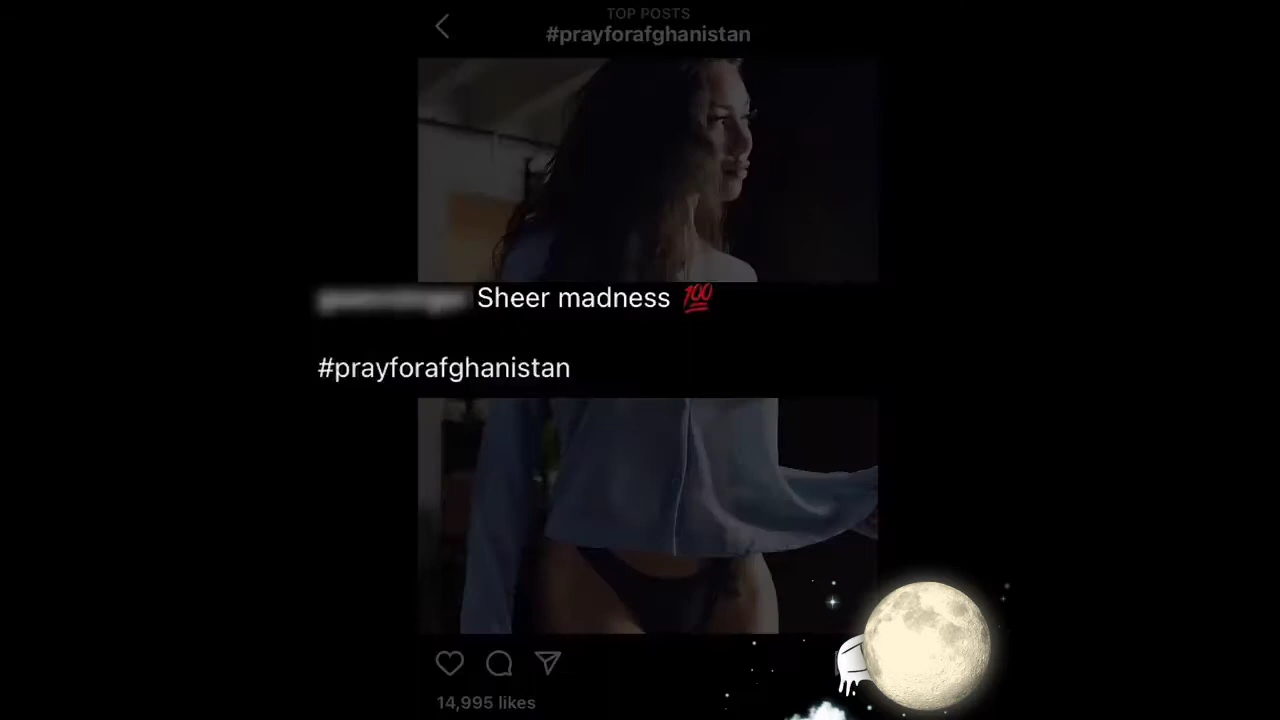 TOP POSTS
#prayforafghanistan
Sheer madness 💯
#prayforafghanistan
14,995 likes